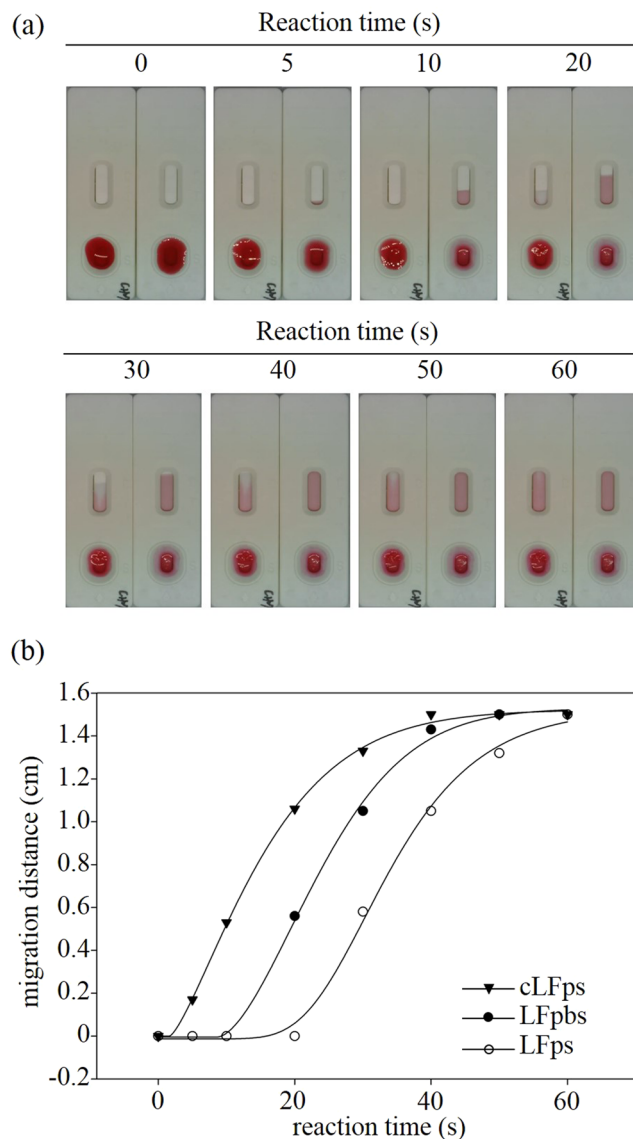 (a)
Reaction time (s)
0 5 10 20
Reaction time (s)
30 40 50 60
(b)
1.6
1.4
1.2
1.0
0.8
0.6
0.4
0.2
0
-0.2
migration distance (cm)
cLFps
LFpbs
LFps
0 20 40 60
reaction time (s)